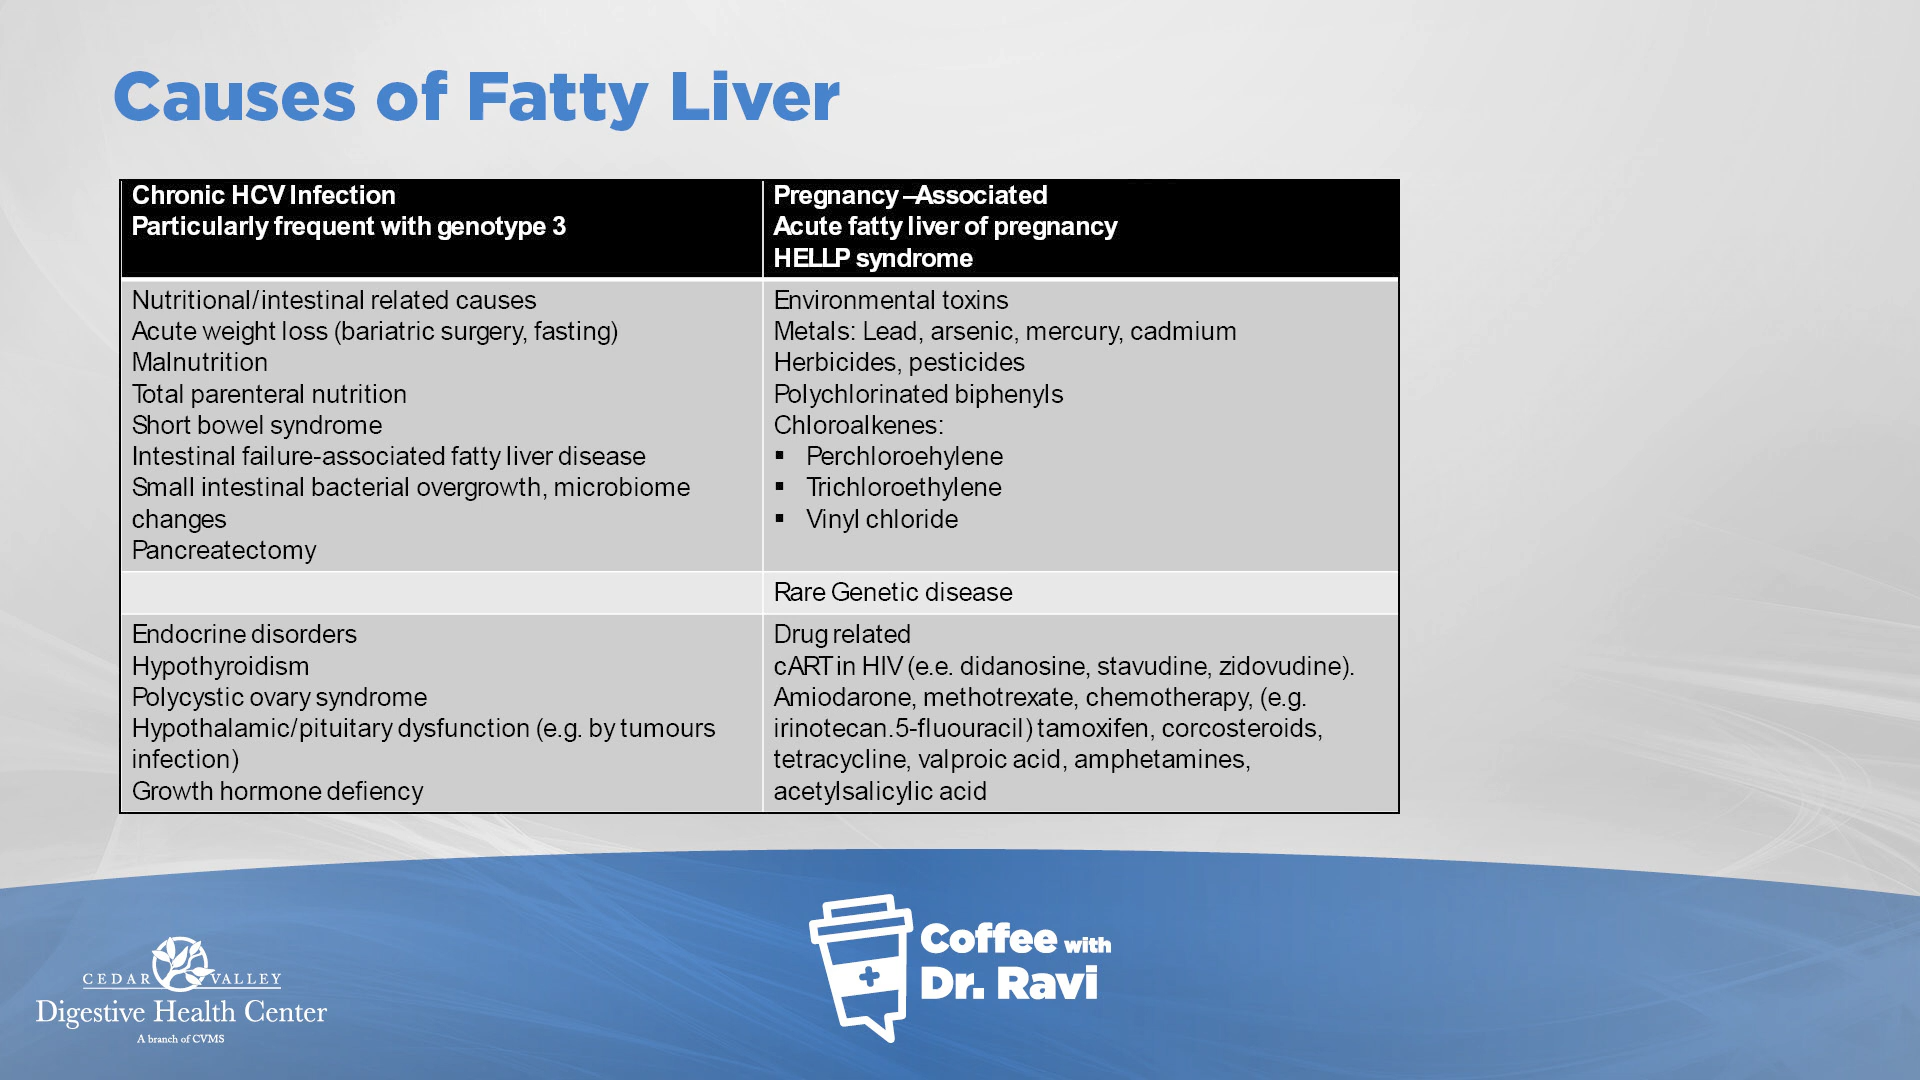 Causes of Fatty Liver
Chronic HCV Infection
Particularly frequent with genotype 3
Pregnancy –Associated
Acute fatty liver of pregnancy
HELLP syndrome
Nutritional/intestinal related causes
Acute weight loss (bariatric surgery, fasting)
Malnutrition
Total parenteral nutrition
Short bowel syndrome
Intestinal failure-associated fatty liver disease
Small intestinal bacterial overgrowth, microbiome
changes
Pancreatectomy
Environmental toxins
Metals: Lead, arsenic, mercury, cadmium
Herbicides, pesticides
Polychlorinated biphenyls
Chloroalkenes:
▪ Perchloroehylene
▪ Trichloroethylene
▪ Vinyl chloride
Rare Genetic disease
Endocrine disorders
Hypothyroidism
Polycystic ovary syndrome
Hypothalamic/pituitary dysfunction (e.g. by tumours
infection)
Growth hormone defiency
Drug related
cART in HIV (e.e. didanosine, stavudine, zidovudine).
Amiodarone, methotrexate, chemotherapy, (e.g.
irinotecan.5-fluouracil) tamoxifen, corcosteroids,
tetracycline, valproic acid, amphetamines,
acetylsalicylic acid
CEDAR VALLEY
Digestive Health Center
A branch of CVMS
Coffee with
Dr. Ravi